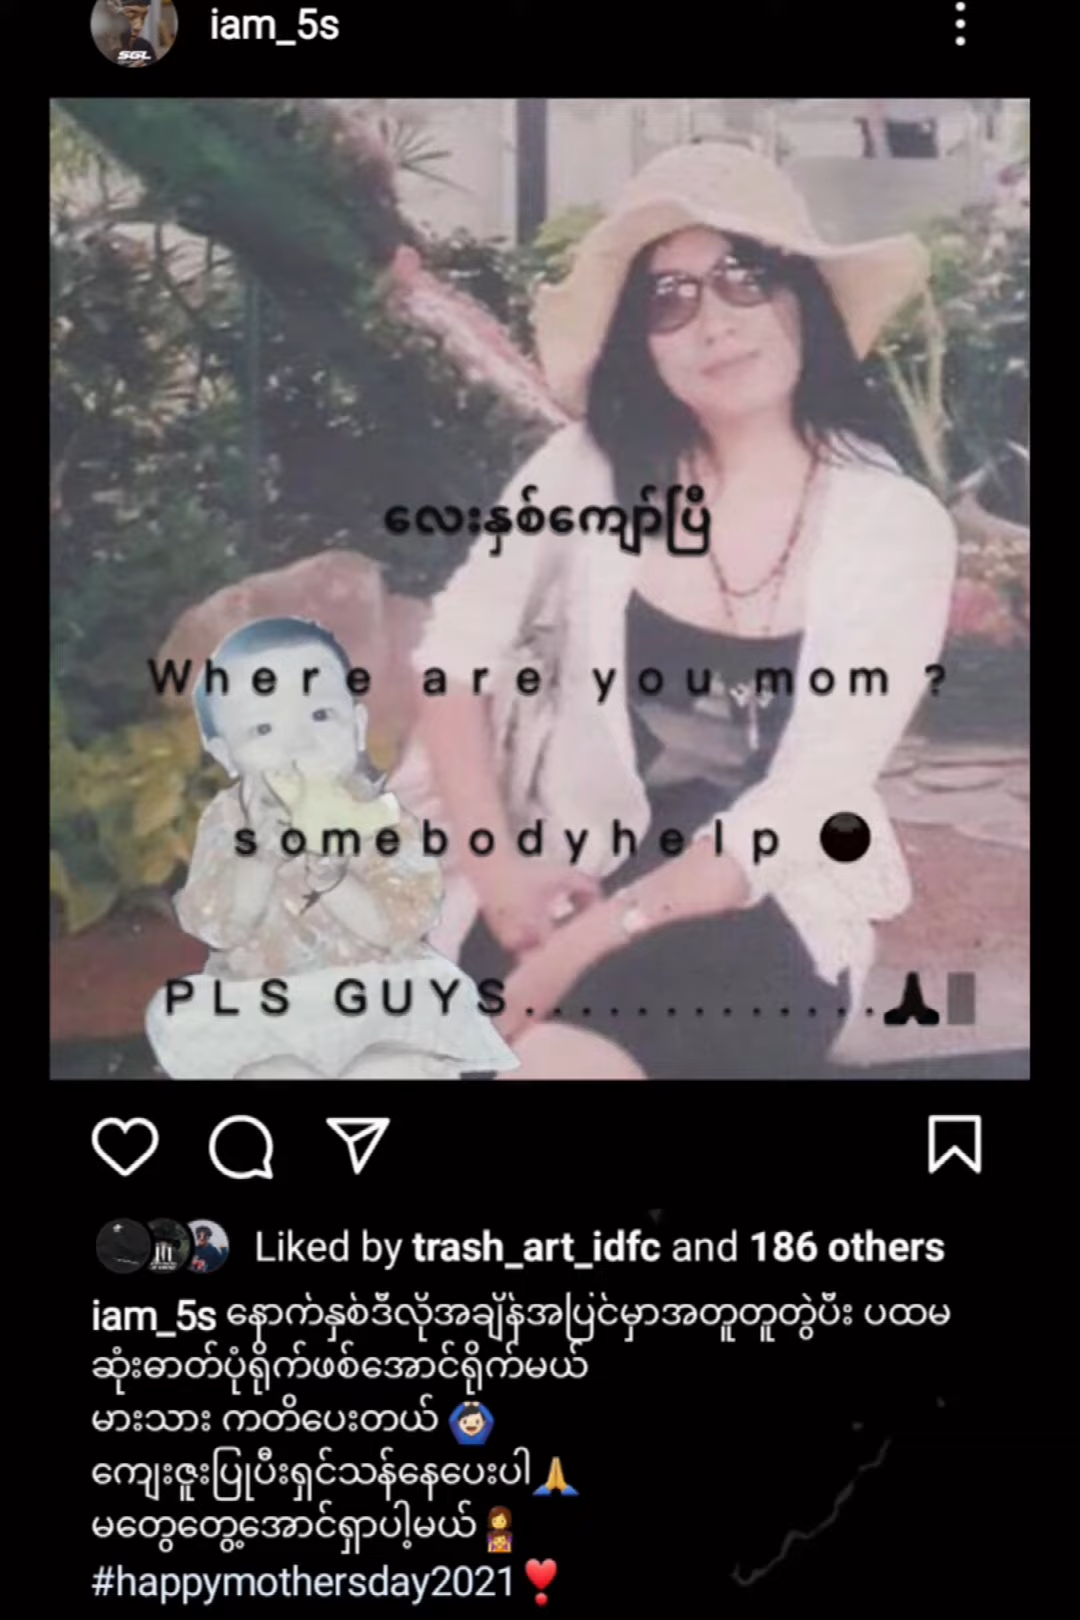 iam_5s
SGL
လေးနှစ်ကျော်ပြီ
Where are you mom ?
somebodyhelp
PLS GUYS..............🙏
Liked by trash_art_idfc and 186 others
iam_5s နောက်နှစ်ဒီလိုအချိန်အပြင်မှာအတူတူတွဲပီး ပထမ
ဆုံးဓာတ်ပုံရိုက်ဖစ်အောင်ရိုက်မယ်
မားသား ကတိပေးတယ် 🙆🏻‍♂️
ကျေးဇူးပြုပီးရှင်သန်နေပေးပါ🙏
မတွေတွေ့အောင်ရှာပါ့မယ်👩‍👧
#happymothersday2021❣️